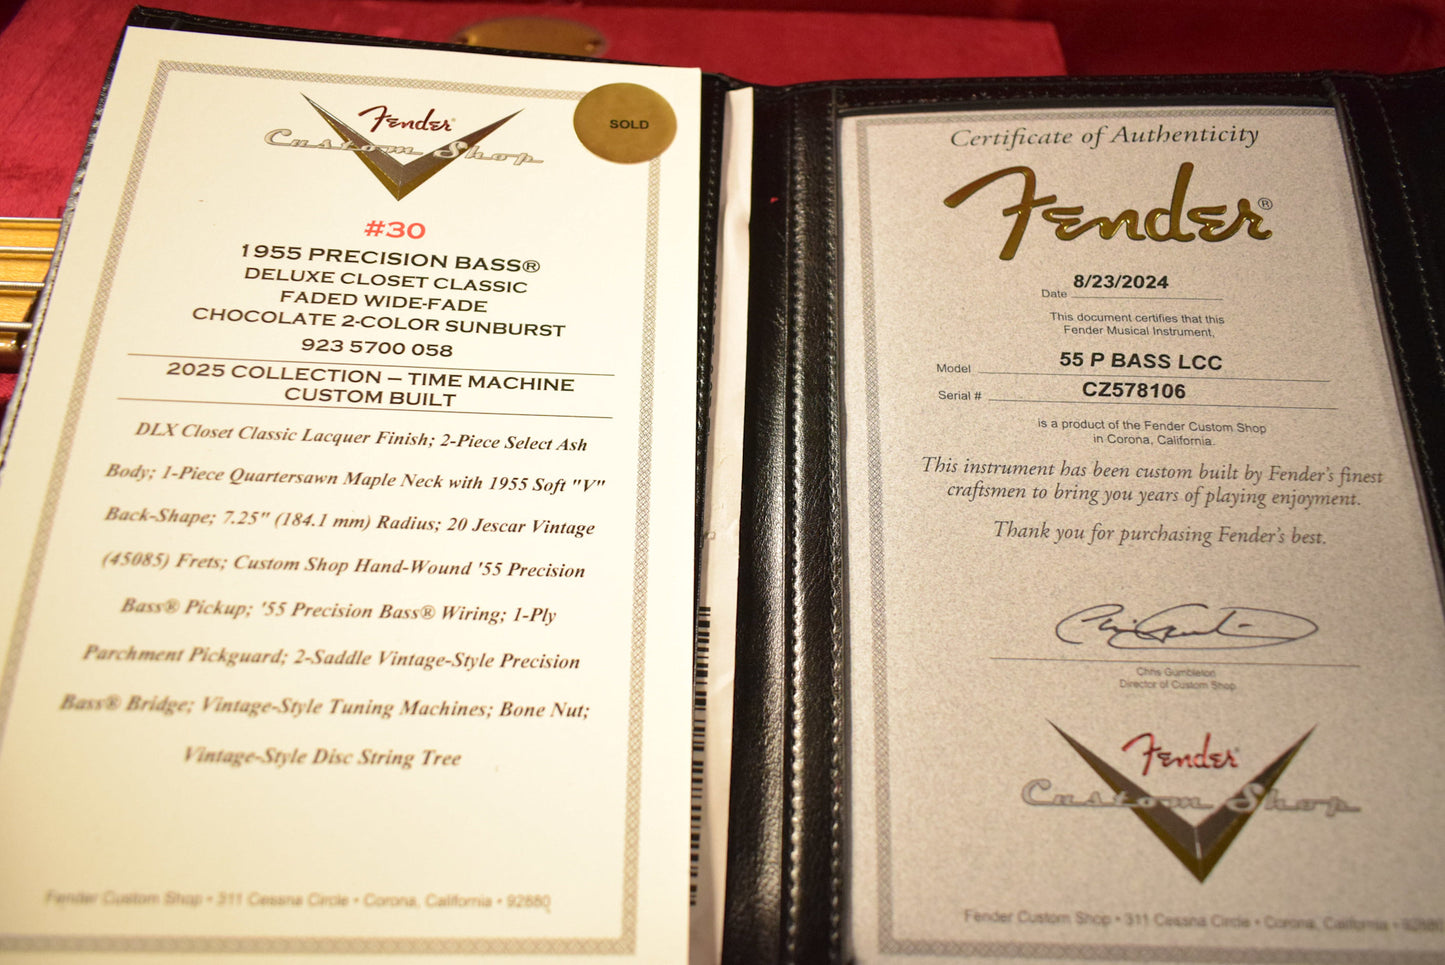 Fender
Custom Shop
SOLD
#30
1955 PRECISION BASS®
DELUXE CLOSET CLASSIC
FADED WIDE-FADE
CHOCOLATE 2-COLOR SUNBURST
923 5700 058
2025 COLLECTION – TIME MACHINE
CUSTOM BUILT
DLX Closet Classic Lacquer Finish; 2-Piece Select Ash
Body; 1-Piece Quartersawn Maple Neck with 1955 Soft "V"
Back-Shape; 7.25" (184.1 mm) Radius; 20 Jescar Vintage
(45085) Frets; Custom Shop Hand-Wound '55 Precision
Bass® Pickup; '55 Precision Bass® Wiring; 1-Ply
Parchment Pickguard; 2-Saddle Vintage-Style Precision
Bass® Bridge; Vintage-Style Tuning Machines; Bone Nut;
Vintage-Style Disc String Tree
Fender Custom Shop • 311 Cessna Circle • Corona, California • 92880
Certificate of Authenticity
Fender®
8/23/2024
Date
This document certifies that this
Fender Musical Instrument,
Model 55 P BASS LCC
Serial # CZ578106
is a product of the Fender Custom Shop
in Corona, California.
This instrument has been custom built by Fender's finest
craftsmen to bring you years of playing enjoyment.
Thank you for purchasing Fender's best.
Chris Gumbleton
Director of Custom Shop
Fender
Custom Shop
Fender Custom Shop • 311 Cessna Circle • Corona, California •